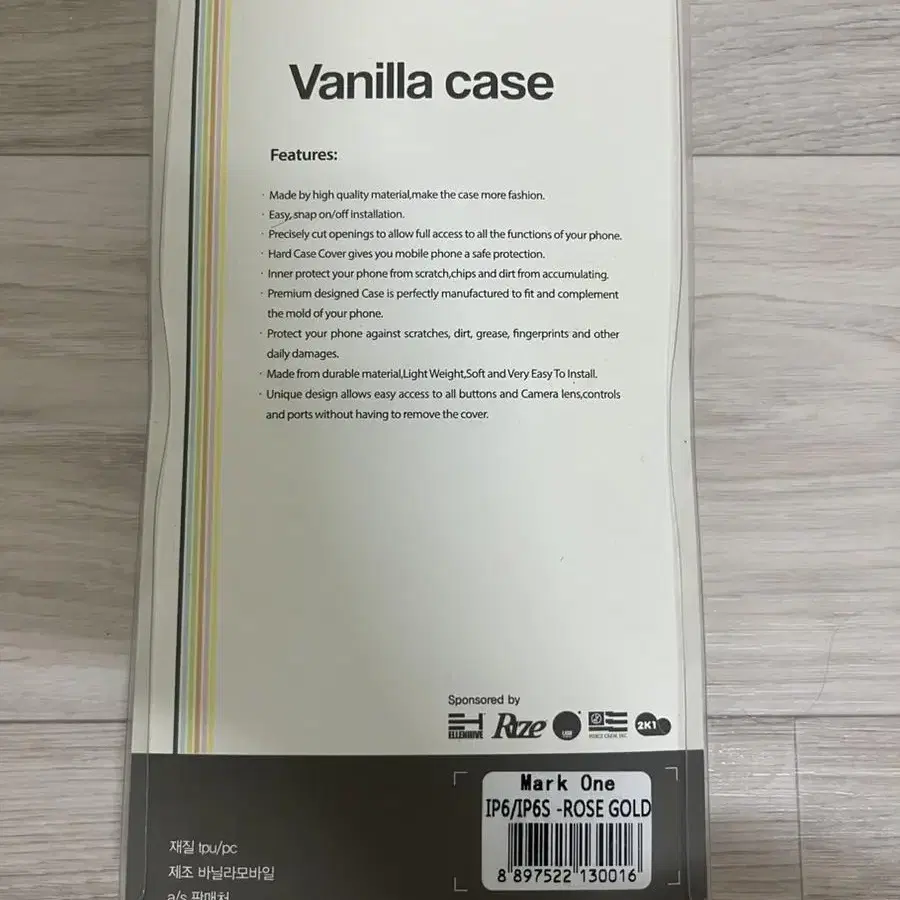 Vanilla case
Features:
· Made by high quality material,make the case more fashion.
· Easy, snap on/off installation.
· Precisely cut openings to allow full access to all the functions of your phone.
· Hard Case Cover gives you mobile phone a safe protection.
· Inner protect your phone from scratch,chips and dirt from accumulating.
· Premium designed Case is perfectly manufactured to fit and complement
the mold of your phone.
· Protect your phone against scratches, dirt, grease, fingerprints and other
daily damages.
· Made from durable material,Light Weight,Soft and Very Easy To Install.
· Unique design allows easy access to all buttons and Camera lens,controls
and ports without having to remove the cover.
Sponsored by
ELLENHIVE Rize 2K1
Mark One
IP6/IP6S -ROSE GOLD
8 897522 130016
재질 tpu/pc
제조 바닐라모바일
a/s 판매처